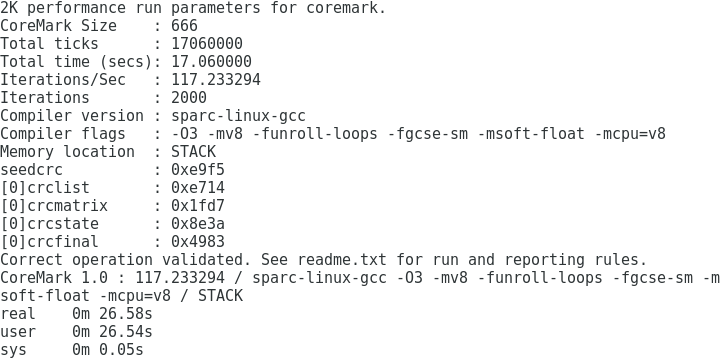 2K performance run parameters for coremark.
CoreMark Size    : 666
Total ticks      : 17060000
Total time (secs): 17.060000
Iterations/Sec   : 117.233294
Iterations       : 2000
Compiler version : sparc-linux-gcc
Compiler flags   : -O3 -mv8 -funroll-loops -fgcse-sm -msoft-float -mcpu=v8
Memory location  : STACK
seedcrc          : 0xe9f5
[0]crclist       : 0xe714
[0]crcmatrix     : 0x1fd7
[0]crcstate      : 0x8e3a
[0]crcfinal      : 0x4983
Correct operation validated. See readme.txt for run and reporting rules.
CoreMark 1.0 : 117.233294 / sparc-linux-gcc -O3 -mv8 -funroll-loops -fgcse-sm -m
soft-float -mcpu=v8 / STACK
real    0m 26.58s
user    0m 26.54s
sys     0m 0.05s